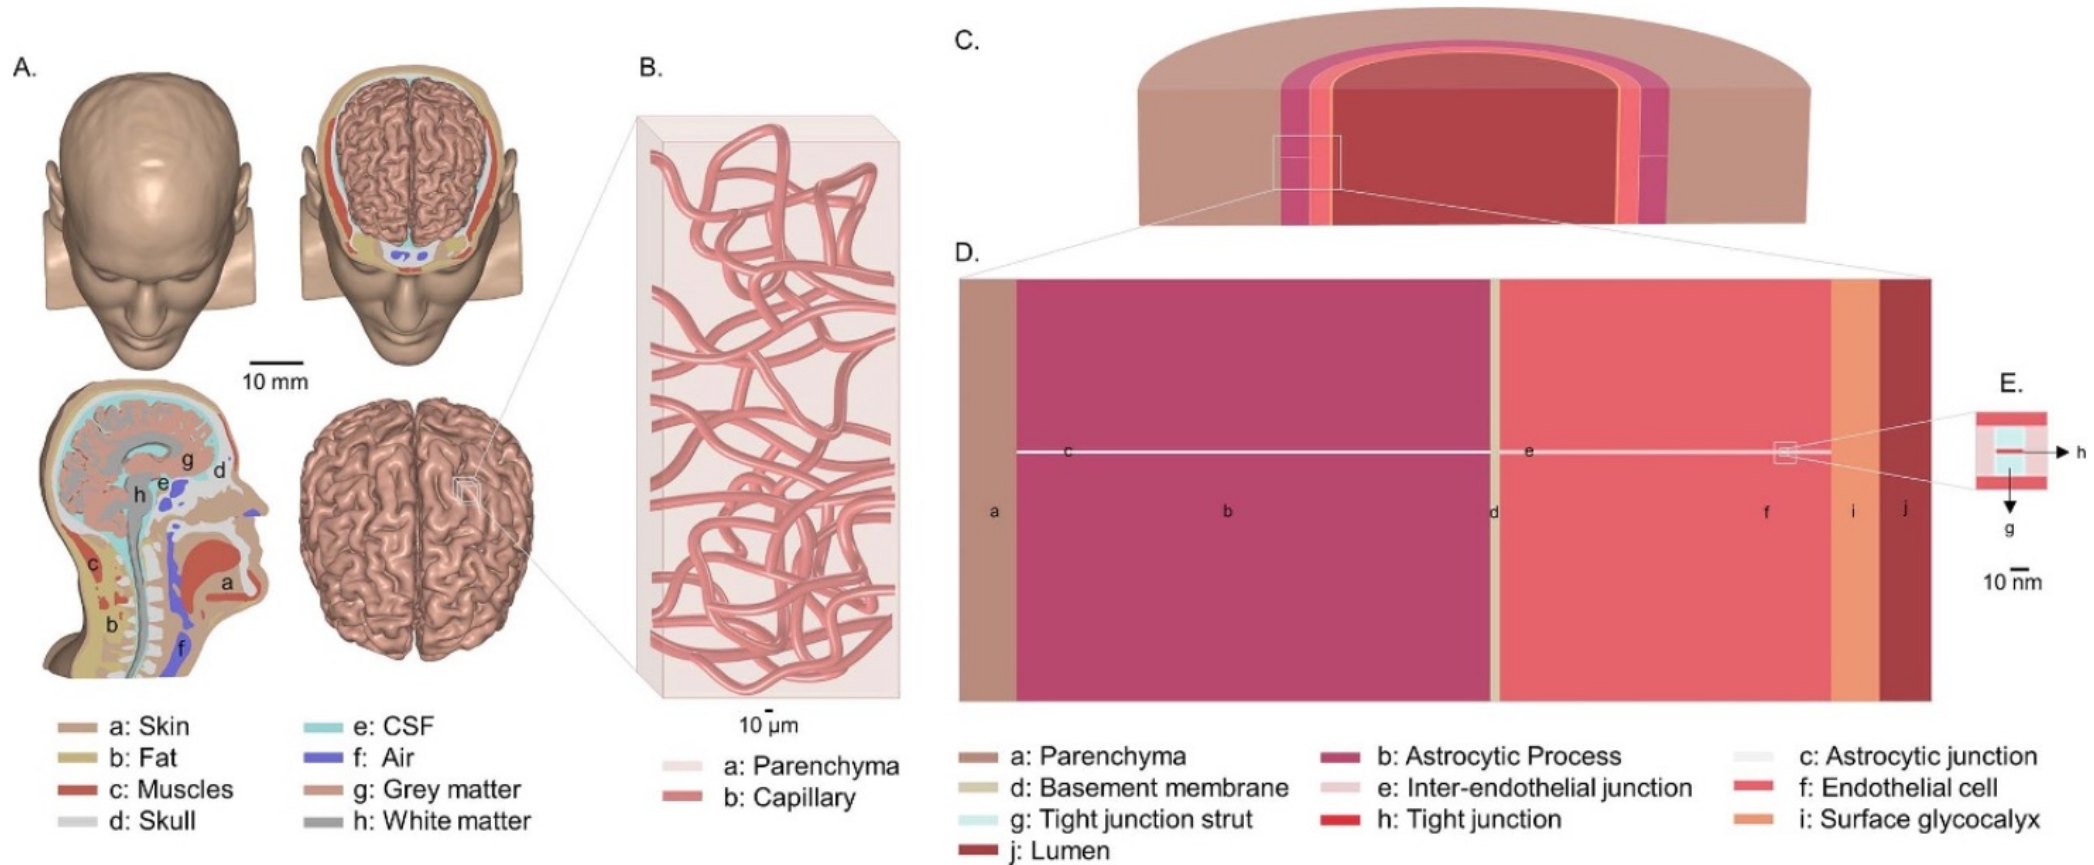 A.
10 mm
g
d
e
h
c
a
b
f
a: Skin
b: Fat
c: Muscles
d: Skull
e: CSF
f: Air
g: Grey matter
h: White matter
B.
10 µm
a: Parenchyma
b: Capillary
C.
D.
c
e
a
b
d
f
i
j
E.
h
g
10 nm
a: Parenchyma
b: Astrocytic Process
c: Astrocytic junction
d: Basement membrane
e: Inter-endothelial junction
f: Endothelial cell
g: Tight junction strut
h: Tight junction
i: Surface glycocalyx
j: Lumen